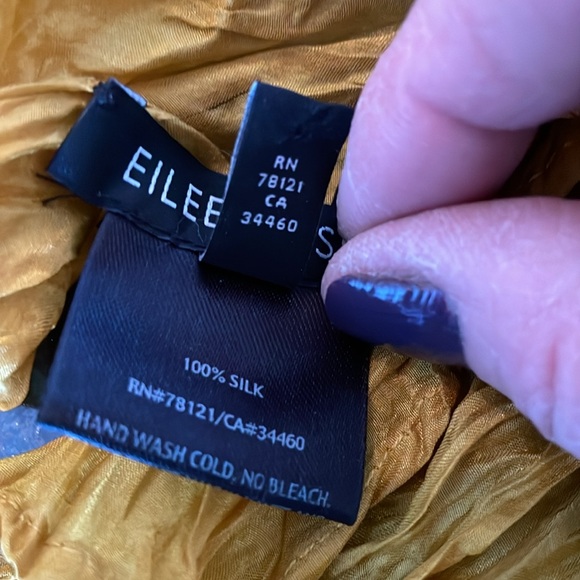 EILEE S
RN
78121
CA
34460
100% SILK
RN#78121/CA#34460
HAND WASH COLD, NO BLEACH.